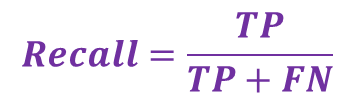 Recall = TP / (TP + FN)